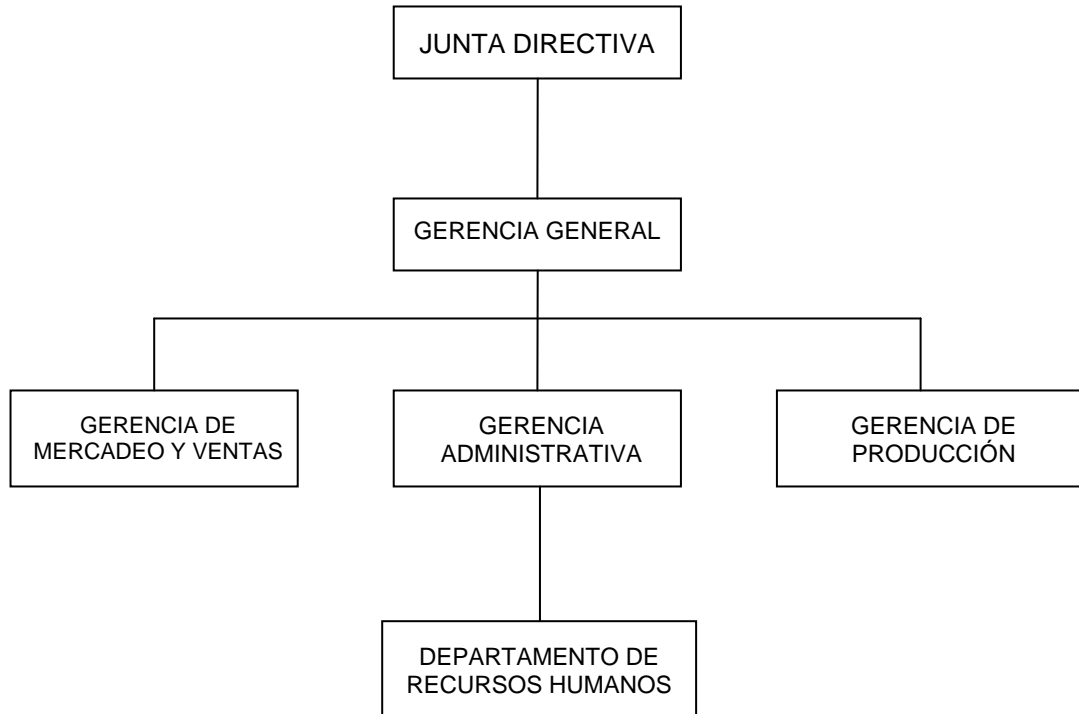 JUNTA DIRECTIVA
GERENCIA GENERAL
GERENCIA DE
MERCADEO Y VENTAS
GERENCIA
ADMINISTRATIVA
GERENCIA DE
PRODUCCIÓN
DEPARTAMENTO DE
RECURSOS HUMANOS